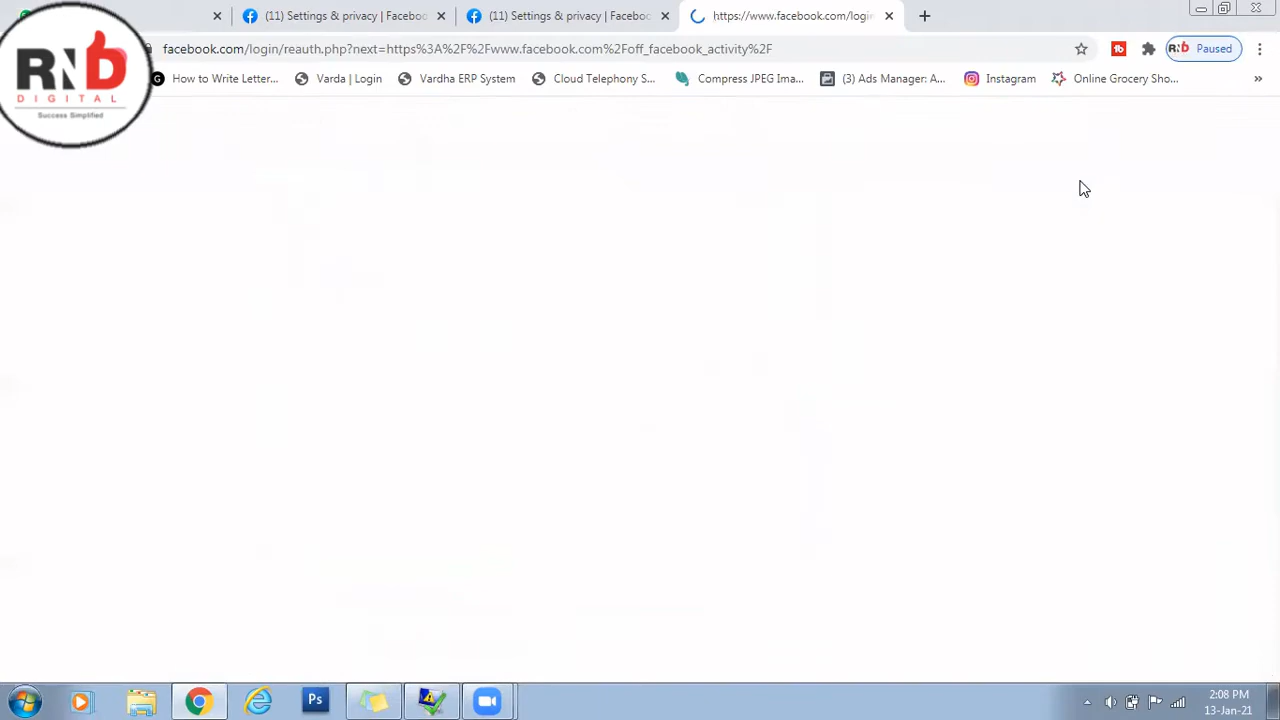 (11) Settings & privacy | Facebo
(11) Settings & privacy | Facebo
https://www.facebook.com/login
RNb
DIGITAL
Success Simplified
facebook.com/login/reauth.php?next=https%3A%2F%2Fwww.facebook.com%2Foff_facebook_activity%2F
RNb
Paused
G
How to Write Letter...
Varda | Login
Vardha ERP System
Cloud Telephony S...
Compress JPEG Ima...
(3) Ads Manager: A...
Instagram
Online Grocery Sho...
»
Ps
2:08 PM
13-Jan-21